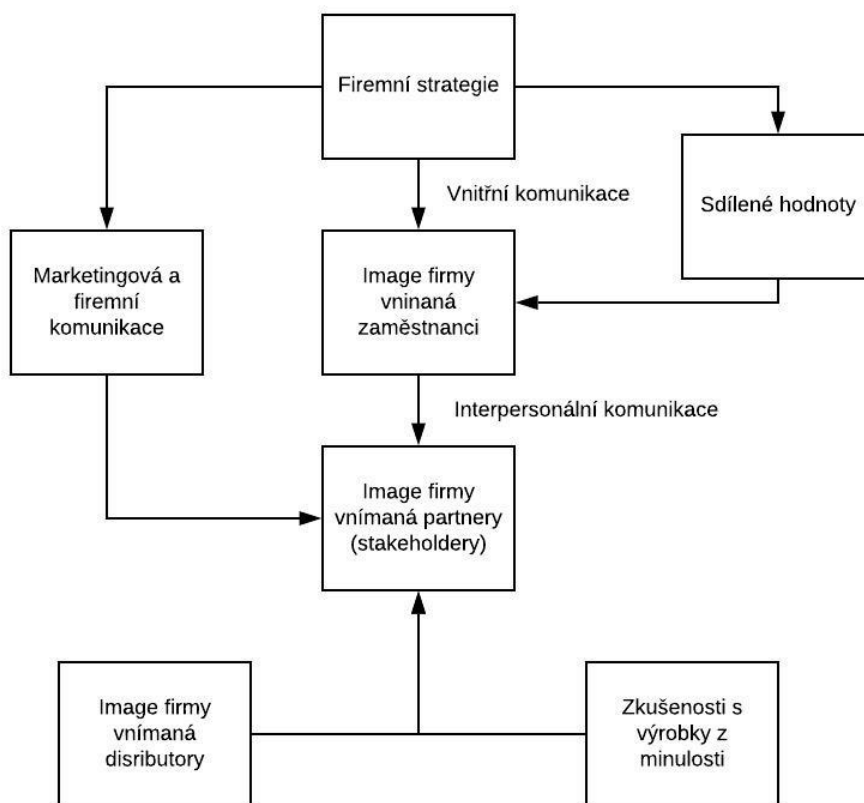 Firemní strategie
Vnitřní komunikace
Sdílené hodnoty
Marketingová a
firemní
komunikace
Image firmy
vninaná
zaměstnanci
Interpersonální komunikace
Image firmy
vnímaná partnery
(stakeholdery)
Image firmy
vnímaná
disributory
Zkušenosti s
výrobky z
minulosti